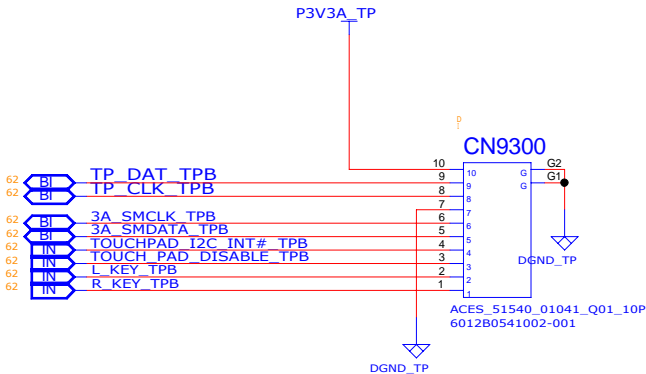 P3V3A_TP
D
CN9300
10 10 G G2
62 BI TP_DAT_TPB 9 9 G G1
62 BI TP_CLK_TPB 8 8
7 7
62 BI 3A_SMCLK_TPB 6 6
62 BI 3A_SMDATA_TPB 5 5
62 IN TOUCHPAD_I2C_INT#_TPB 4 4
62 IN TOUCH_PAD_DISABLE_TPB 3 3
62 IN L_KEY_TPB 2 2
62 IN R_KEY_TPB 1 1
DGND_TP
ACES_51540_01041_Q01_10P
6012B0541002-001
DGND_TP